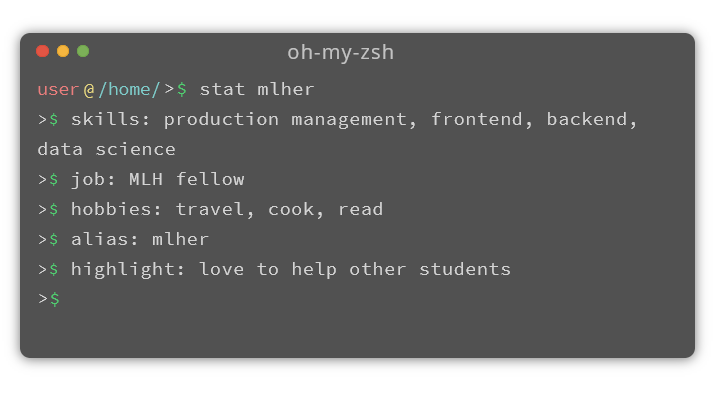 oh-my-zsh
user@/home/>$ stat mlher
>$ skills: production management, frontend, backend,
data science
>$ job: MLH fellow
>$ hobbies: travel, cook, read
>$ alias: mlher
>$ highlight: love to help other students
>$